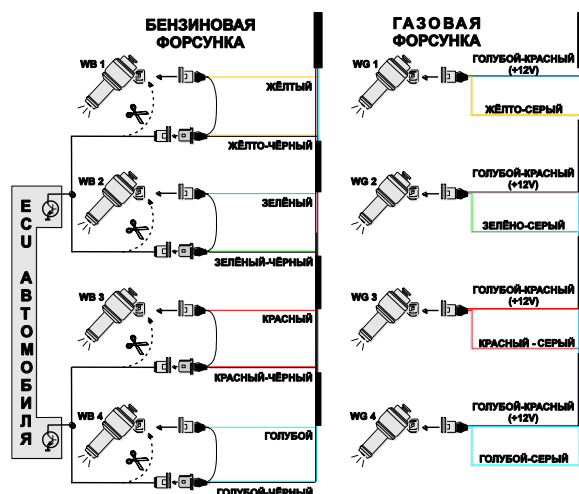 БЕНЗИНОВАЯ
ФОРСУНКА
WB 1
ЖЁЛТЫЙ
ЖЁЛТО-ЧЁРНЫЙ
WB 2
ЗЕЛЁНЫЙ
ЗЕЛЁНЫЙ-ЧЁРНЫЙ
WB 3
КРАСНЫЙ
КРАСНЫЙ-ЧЁРНЫЙ
WB 4
ГОЛУБОЙ
ГОЛУБОЙ-ЧЁРНЫЙ
ECU АВТОМОБИЛЯ
ГАЗОВАЯ
ФОРСУНКА
WG 1
ГОЛУБОЙ-КРАСНЫЙ
(+12V)
ЖЁЛТО-СЕРЫЙ
WG 2
ГОЛУБОЙ-КРАСНЫЙ
(+12V)
ЗЕЛЁНО-СЕРЫЙ
WG 3
ГОЛУБОЙ-КРАСНЫЙ
(+12V)
КРАСНЫЙ - СЕРЫЙ
WG 4
ГОЛУБОЙ-КРАСНЫЙ
(+12V)
ГОЛУБОЙ-СЕРЫЙ